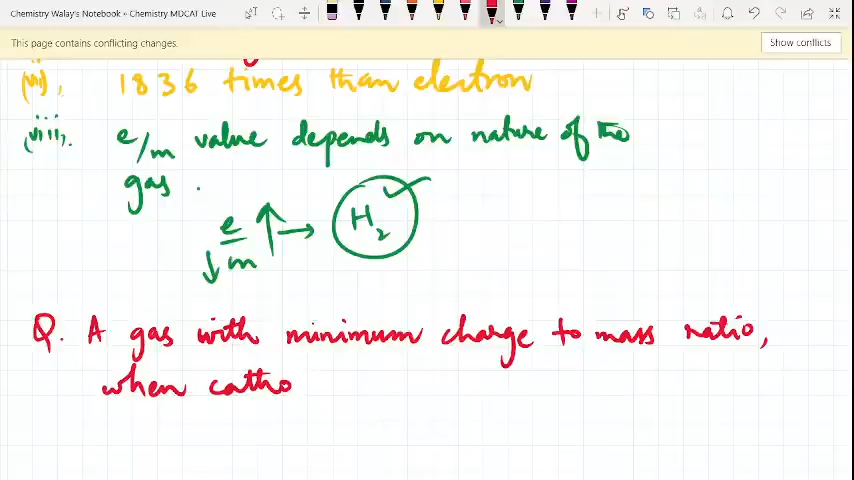 Chemistry Walay's Notebook » Chemistry MDCAT Live
This page contains conflicting changes.
Show conflicts
(vii), 1836 times than electron
(viii). e/m value depends on nature of the
gas.
e/m ↑ → H2
↓
Q. A gas with minimum charge to mass ratio,
when catho